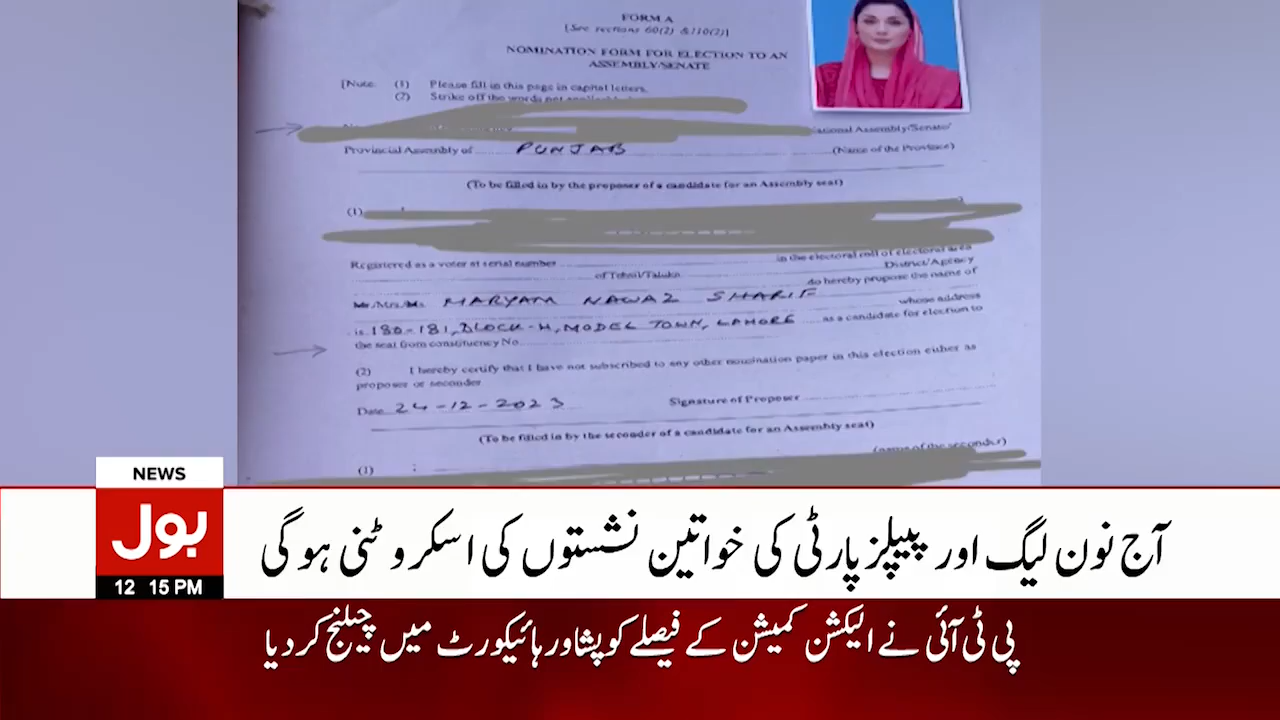 FORM A
[See sections 60(2) &110(2)]
NOMINATION FORM FOR ELECTION TO AN
ASSEMBLY/SENATE
[Note: (1) Please fill in this page in capital letters.
(2) Strike off the words not
ational Assembly/Senate/
Provincial Assembly of PUNJAB (Name of the Province)
(To be filled in by the proposer of a candidate for an Assembly seat)
(1)
Registered as a voter at serial number in the electoral roll of electoral area
of Tehsil/Taluka District/Agency
do hereby propose the name of
Mr./Mrs./Ms. MARYAM NAWAZ SHARIF whose address
is 180-181, BLOCK-H, MODEL TOWN, LAHORE as a candidate for election to
the seat from constituency No.
(2) I hereby certify that I have not subscribed to any other nomination paper in this election either as
proposer or seconder
Date 24-12-2023 Signature of Proposer
(To be filled in by the seconder of a candidate for an Assembly seat)
(1) (name of the seconder)
NEWS
بول
12 15 PM
آج نون لیگ اور پیپلز پارٹی کی خواتین نشستوں کی اسکروٹنی ہوگی
پی ٹی آئی نے الیکشن کمیشن کے فیصلے کو پشاور ہائیکورٹ میں چیلنج کر دیا